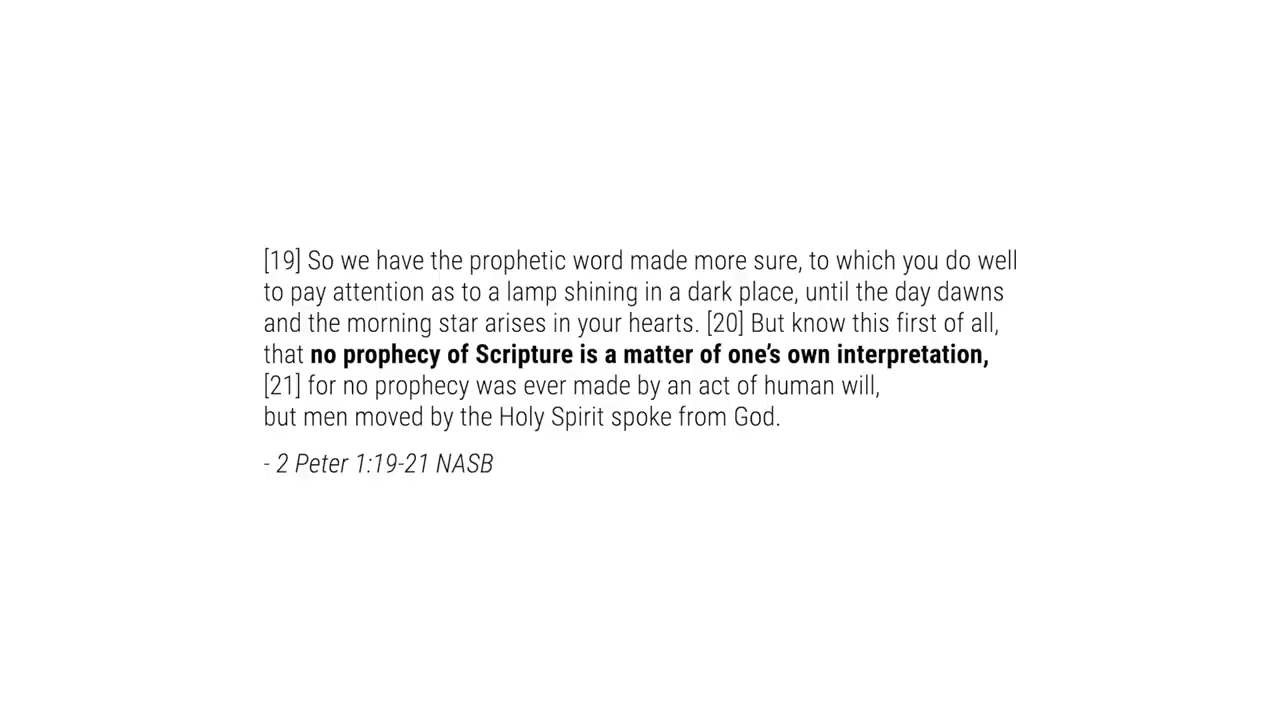 [19] So we have the prophetic word made more sure, to which you do well
to pay attention as to a lamp shining in a dark place, until the day dawns
and the morning star arises in your hearts. [20] But know this first of all,
that no prophecy of Scripture is a matter of one’s own interpretation,
[21] for no prophecy was ever made by an act of human will,
but men moved by the Holy Spirit spoke from God.
- 2 Peter 1:19-21 NASB